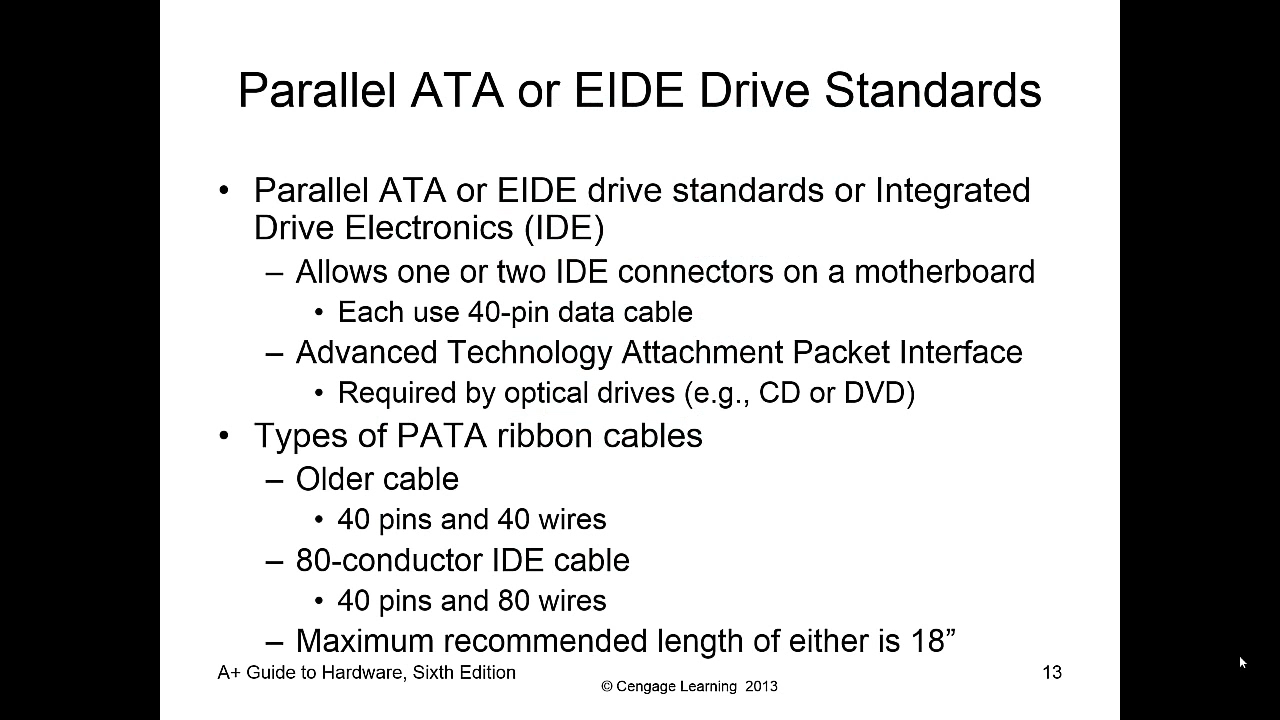 Parallel ATA or EIDE Drive Standards
• Parallel ATA or EIDE drive standards or Integrated
Drive Electronics (IDE)
– Allows one or two IDE connectors on a motherboard
• Each use 40-pin data cable
– Advanced Technology Attachment Packet Interface
• Required by optical drives (e.g., CD or DVD)
• Types of PATA ribbon cables
– Older cable
• 40 pins and 40 wires
– 80-conductor IDE cable
• 40 pins and 80 wires
– Maximum recommended length of either is 18”
A+ Guide to Hardware, Sixth Edition
© Cengage Learning 2013
13